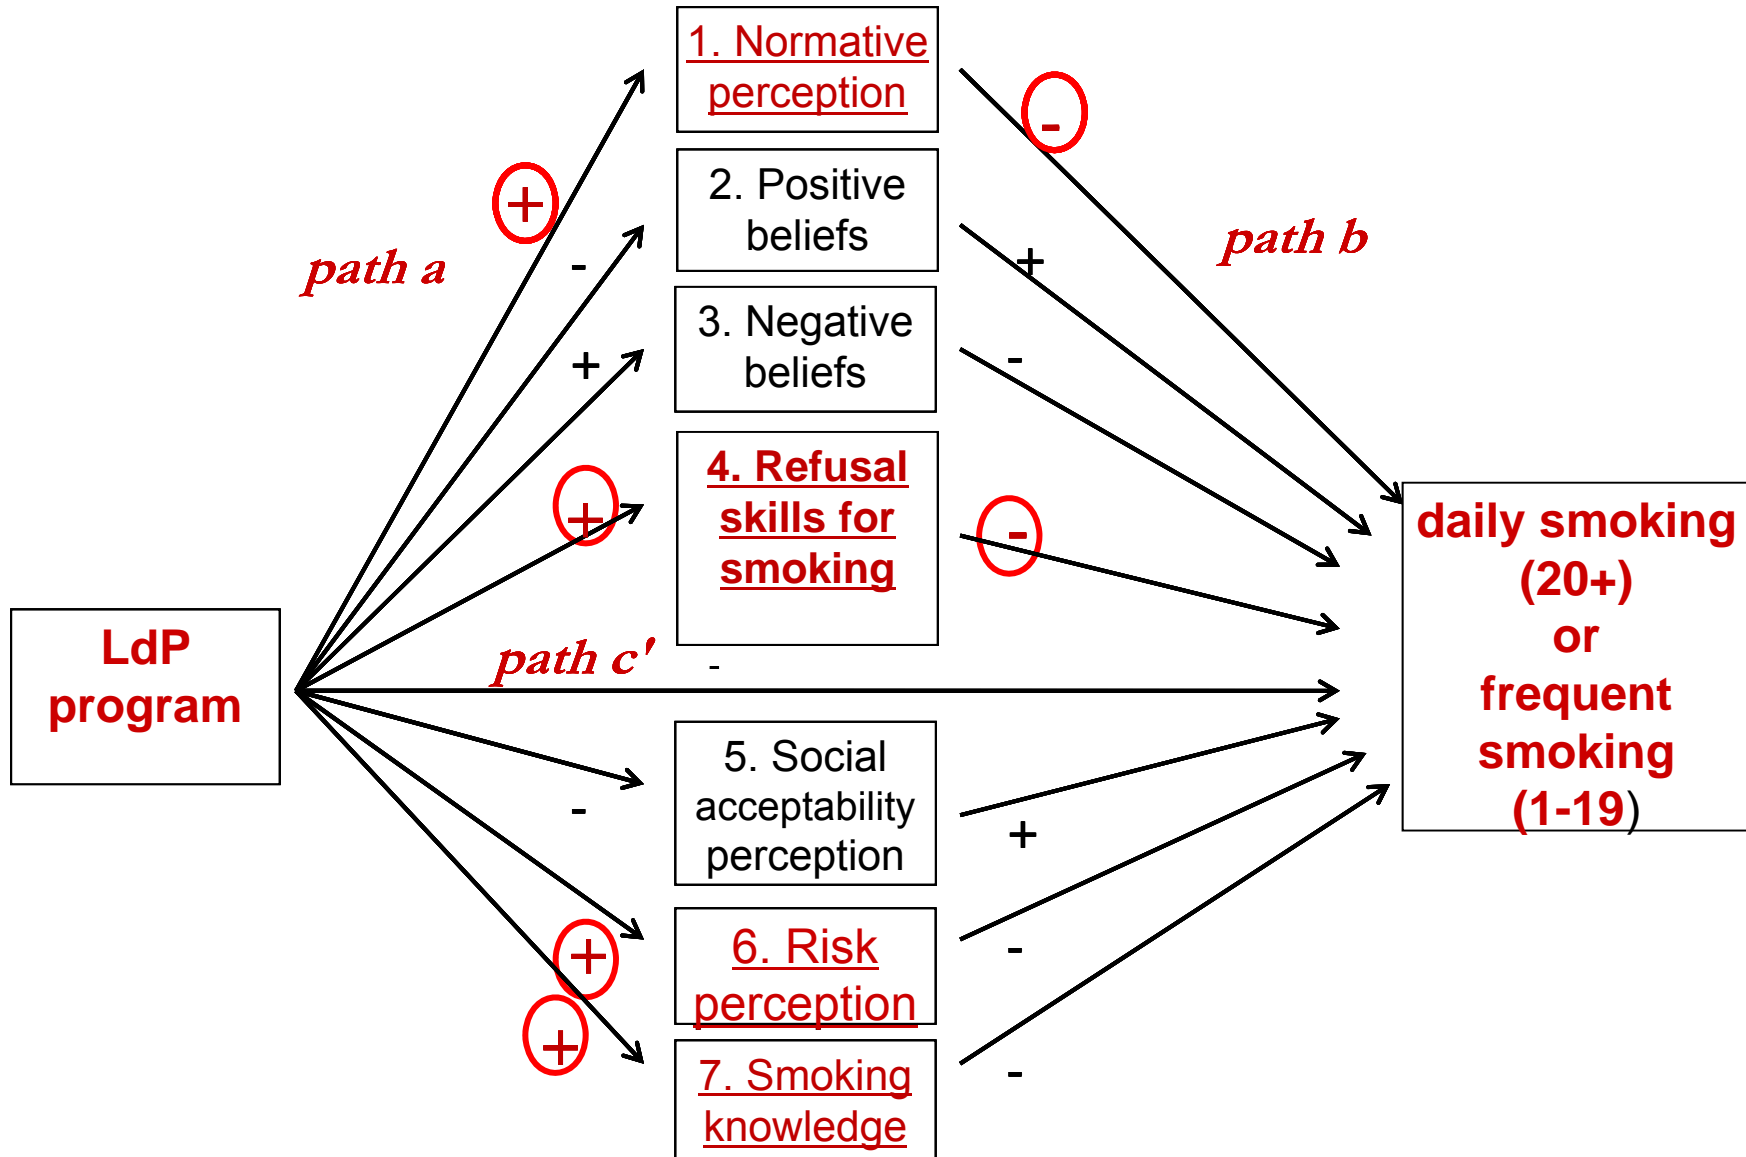 1. Normative
perception
-
+
2. Positive
beliefs
path a
-
+
path b
3. Negative
beliefs
+
-
4. Refusal
skills for
smoking
+
-
daily smoking
(20+)
or
frequent
smoking
(1-19)
LdP
program
path c'
-
5. Social
acceptability
perception
-
+
6. Risk
perception
+
-
7. Smoking
knowledge
+
-